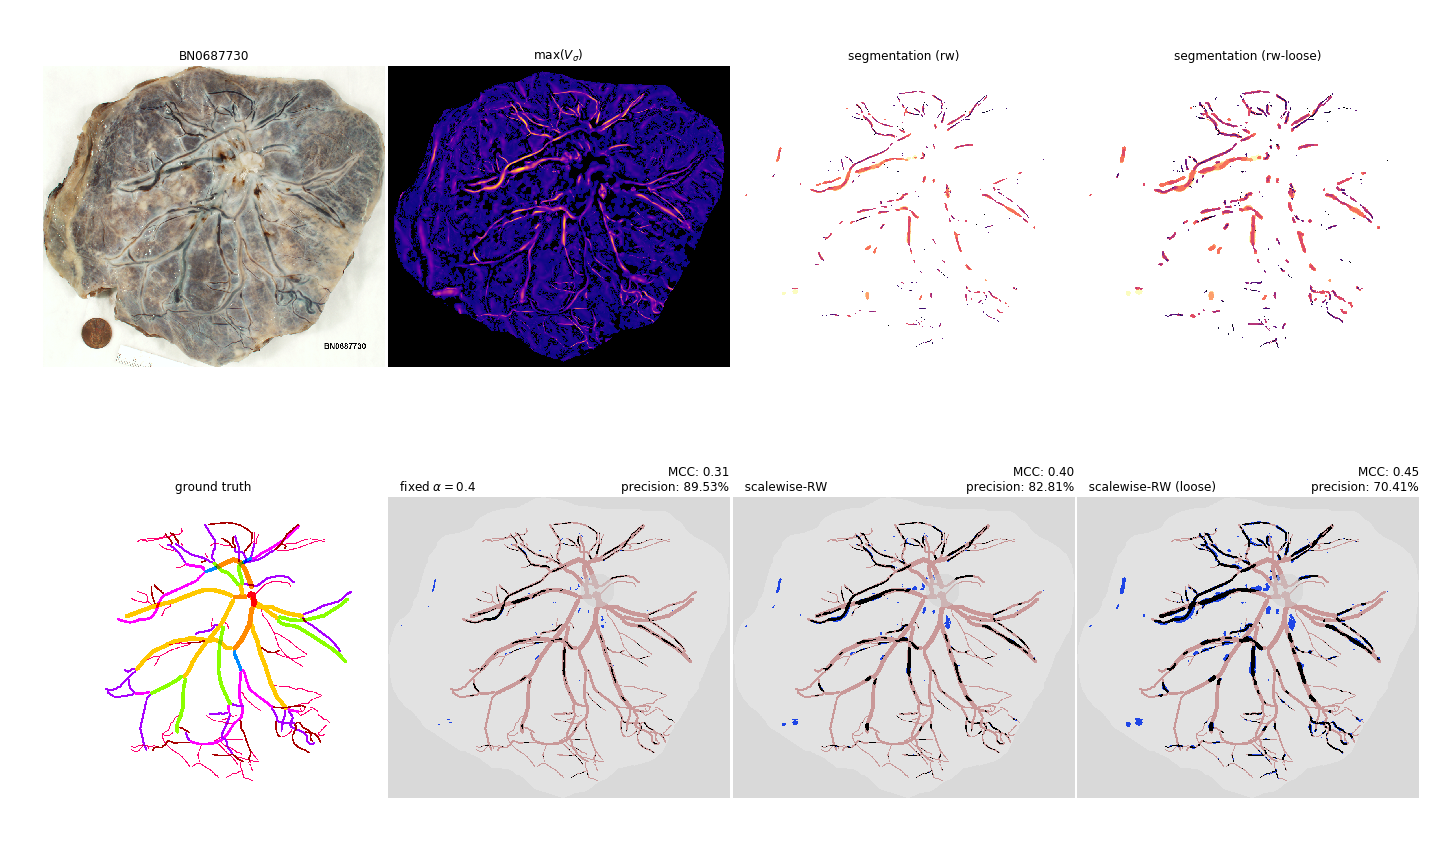 BN0687730
max(Vσ)
segmentation (rw)
segmentation (rw-loose)
BN0687730
ground truth
fixed α = 0.4
MCC: 0.31
precision: 89.53%
scalewise-RW
MCC: 0.40
precision: 82.81%
scalewise-RW (loose)
MCC: 0.45
precision: 70.41%